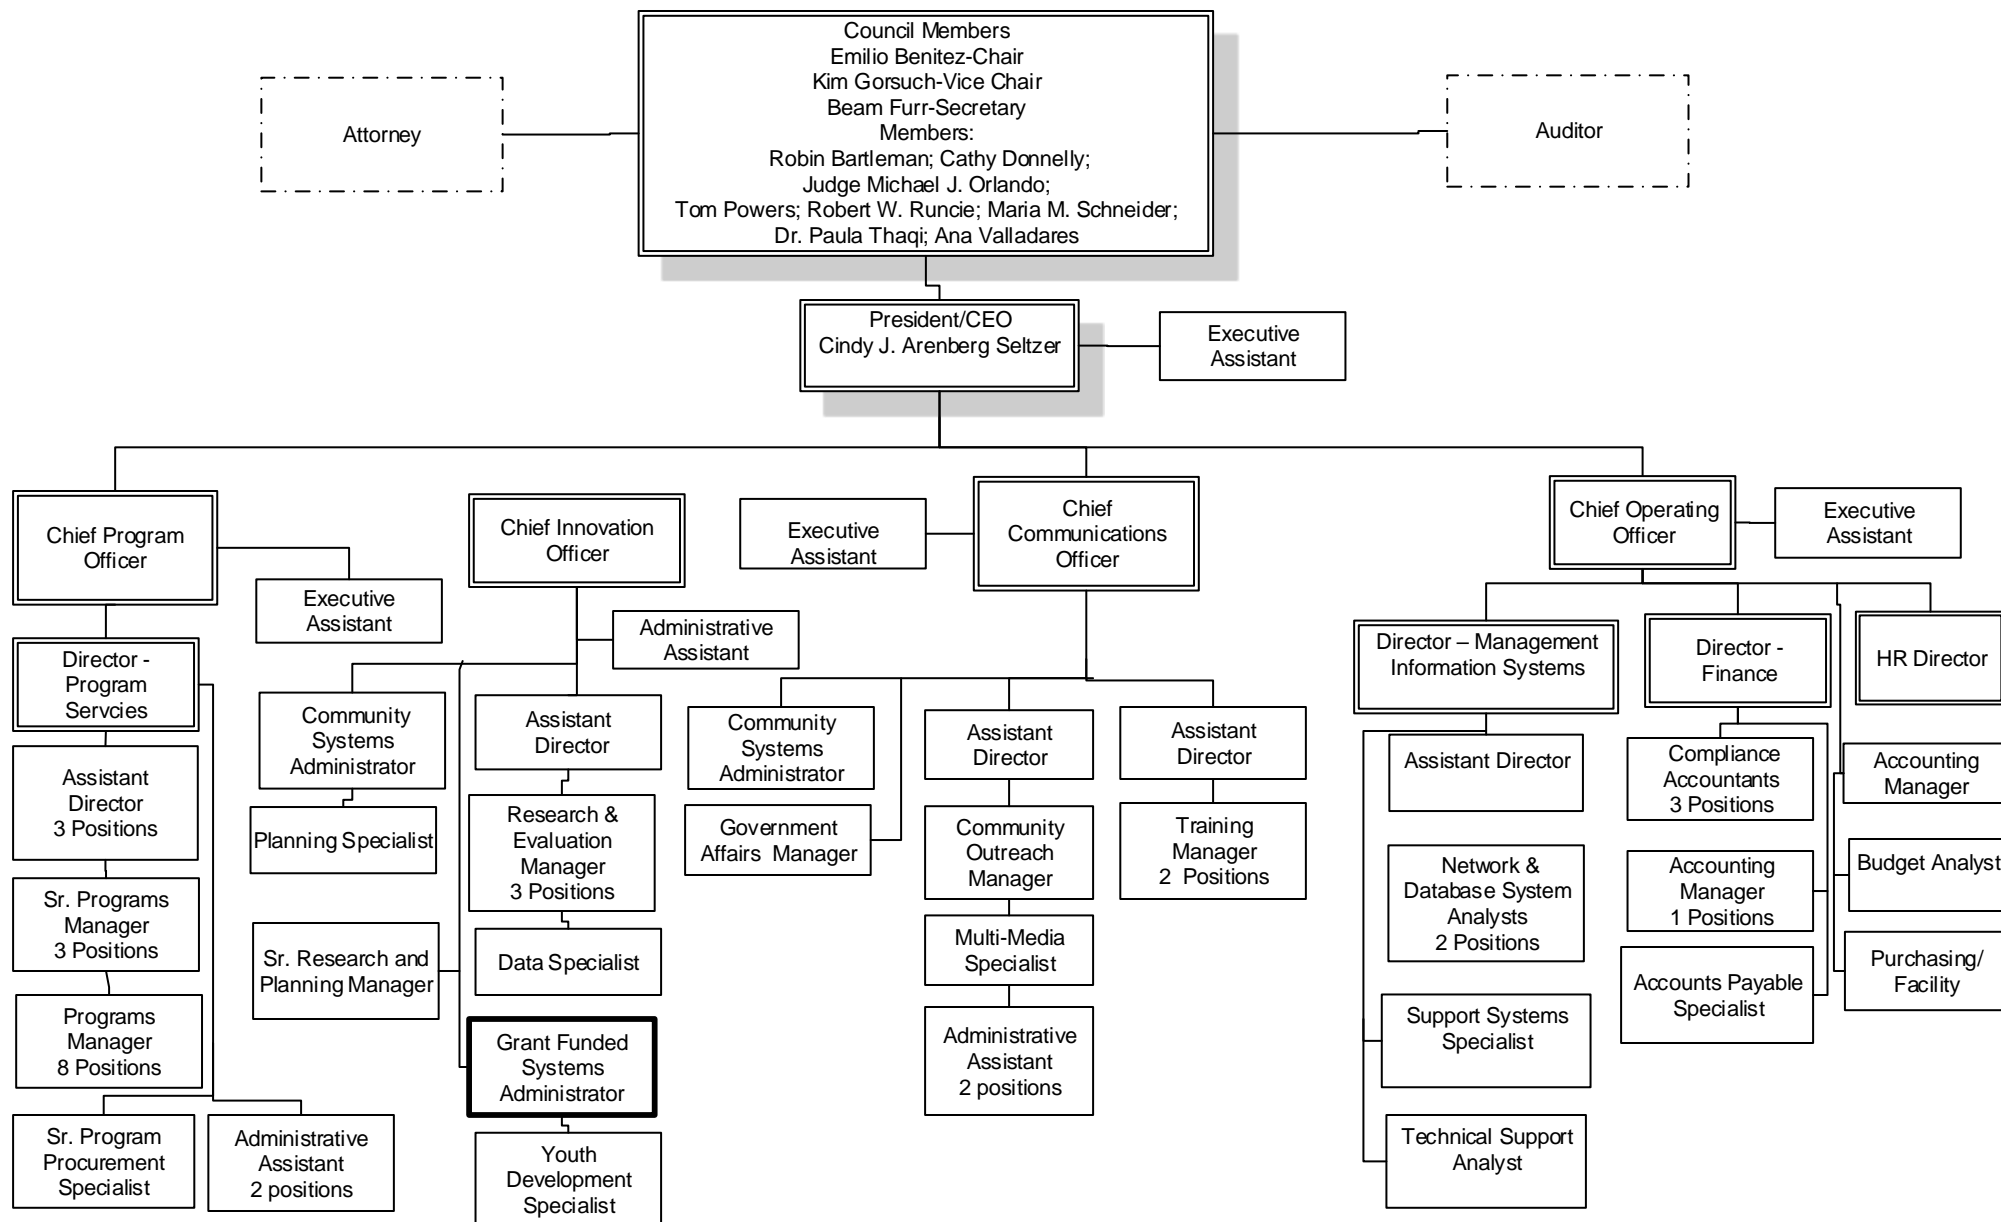 Council Members
Emilio Benitez-Chair
Kim Gorsuch-Vice Chair
Beam Furr-Secretary
Members:
Robin Bartleman; Cathy Donnelly;
Judge Michael J. Orlando;
Tom Powers; Robert W. Runcie; Maria M. Schneider;
Dr. Paula Thaqi; Ana Valladares
Attorney
Auditor
President/CEO
Cindy J. Arenberg Seltzer
Executive
Assistant
Chief Program
Officer
Executive
Assistant
Director -
Program
Servcies
Assistant
Director
3 Positions
Sr. Programs
Manager
3 Positions
Programs
Manager
8 Positions
Sr. Program
Procurement
Specialist
Administrative
Assistant
2 positions
Chief Innovation
Officer
Administrative
Assistant
Community
Systems
Administrator
Planning Specialist
Sr. Research and
Planning Manager
Assistant
Director
Research &
Evaluation
Manager
3 Positions
Data Specialist
Grant Funded
Systems
Administrator
Youth
Development
Specialist
Executive
Assistant
Chief
Communications
Officer
Community
Systems
Administrator
Government
Affairs Manager
Assistant
Director
Community
Outreach
Manager
Multi-Media
Specialist
Administrative
Assistant
2 positions
Assistant
Director
Training
Manager
2 Positions
Chief Operating
Officer
Executive
Assistant
Director – Management
Information Systems
Assistant Director
Network &
Database System
Analysts
2 Positions
Support Systems
Specialist
Technical Support
Analyst
Director -
Finance
Compliance
Accountants
3 Positions
Accounting
Manager
1 Positions
Accounts Payable
Specialist
HR Director
Accounting
Manager
Budget Analyst
Purchasing/
Facility